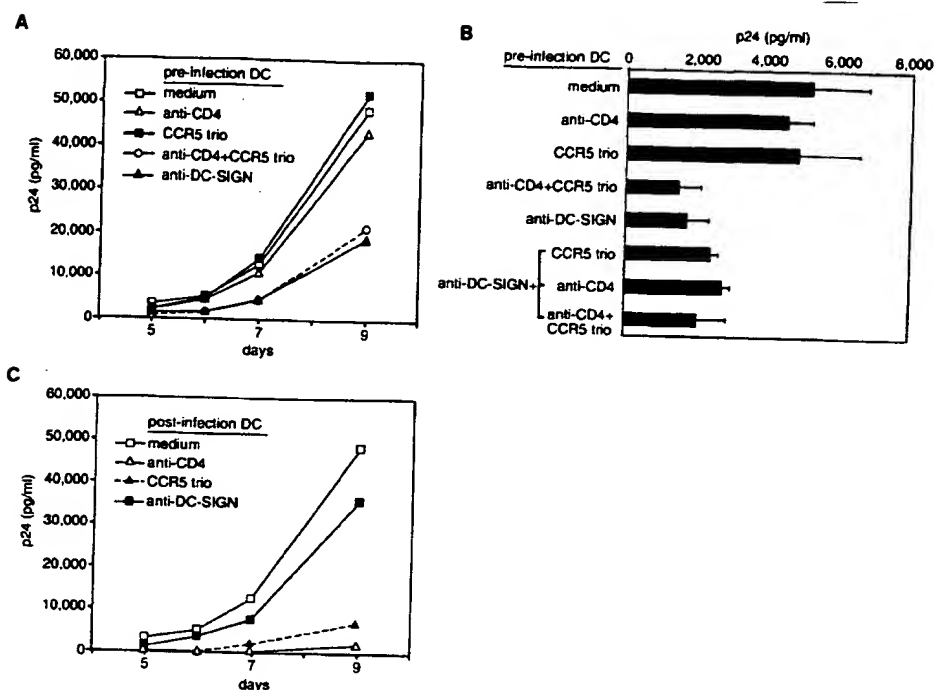 A
60,000
50,000
40,000
30,000
20,000
10,000
0
p24 (pg/ml)
pre-infection DC
medium
anti-CD4
CCR5 trio
anti-CD4+CCR5 trio
anti-DC-SIGN
5
7
9
days
B
p24 (pg/ml)
pre-infection DC
0
2,000
4,000
6,000
8,000
medium
anti-CD4
CCR5 trio
anti-CD4+CCR5 trio
anti-DC-SIGN
anti-DC-SIGN+
CCR5 trio
anti-CD4
anti-CD4+
CCR5 trio
C
60,000
50,000
40,000
30,000
20,000
10,000
0
p24 (pg/ml)
post-infection DC
medium
anti-CD4
CCR5 trio
anti-DC-SIGN
5
7
9
days